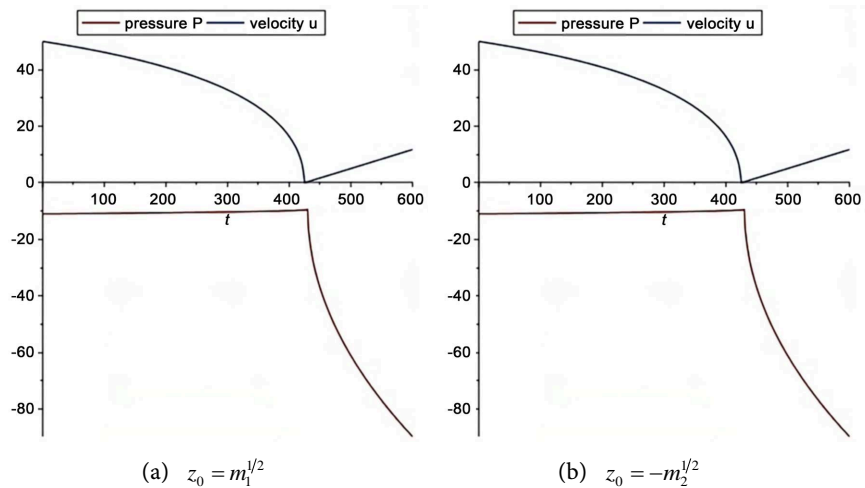 pressure P velocity u
40
20
0
100 200 300 400 500 600
t
-20
-40
-60
-80
(a) z₀ = m₁^{1/2}
pressure P velocity u
40
20
0
100 200 300 400 500 600
t
-20
-40
-60
-80
(b) z₀ = −m₂^{1/2}